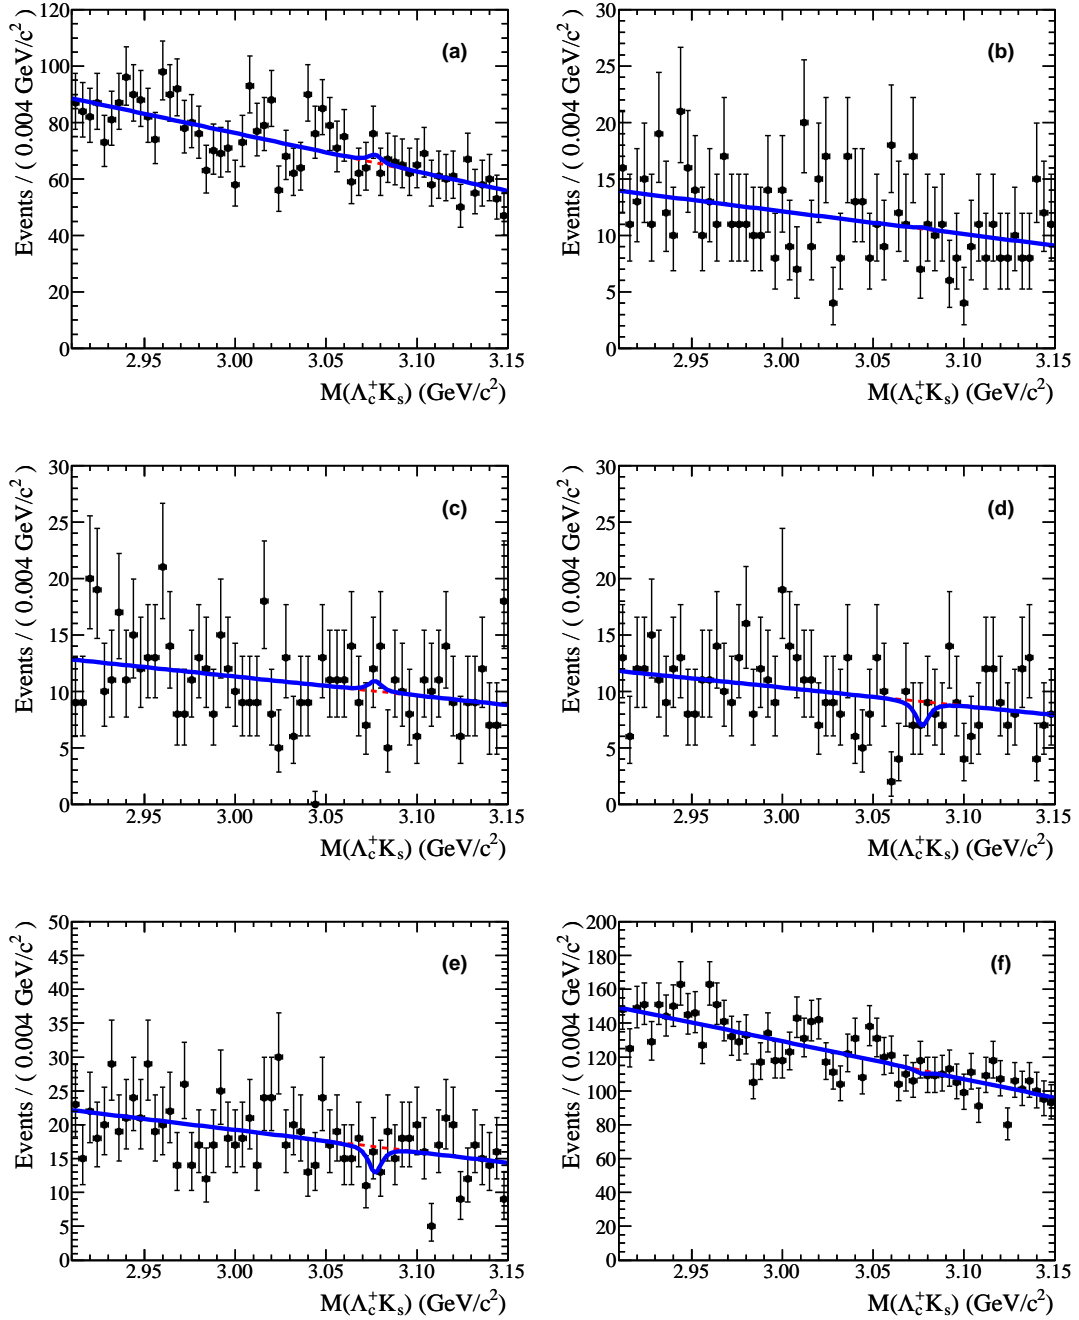 Events / ( 0.004 GeV/c² )
120
100
80
60
40
20
0
(a)
2.95 3.00 3.05 3.10 3.15
M(Λc⁺Ks) (GeV/c²)
Events / ( 0.004 GeV/c² )
30
25
20
15
10
5
0
(b)
2.95 3.00 3.05 3.10 3.15
M(Λc⁺Ks) (GeV/c²)
Events / ( 0.004 GeV/c² )
30
25
20
15
10
5
0
(c)
2.95 3.00 3.05 3.10 3.15
M(Λc⁺Ks) (GeV/c²)
Events / ( 0.004 GeV/c² )
30
25
20
15
10
5
0
(d)
2.95 3.00 3.05 3.10 3.15
M(Λc⁺Ks) (GeV/c²)
Events / ( 0.004 GeV/c² )
50
45
40
35
30
25
20
15
10
5
0
(e)
2.95 3.00 3.05 3.10 3.15
M(Λc⁺Ks) (GeV/c²)
Events / ( 0.004 GeV/c² )
200
180
160
140
120
100
80
60
40
20
0
(f)
2.95 3.00 3.05 3.10 3.15
M(Λc⁺Ks) (GeV/c²)